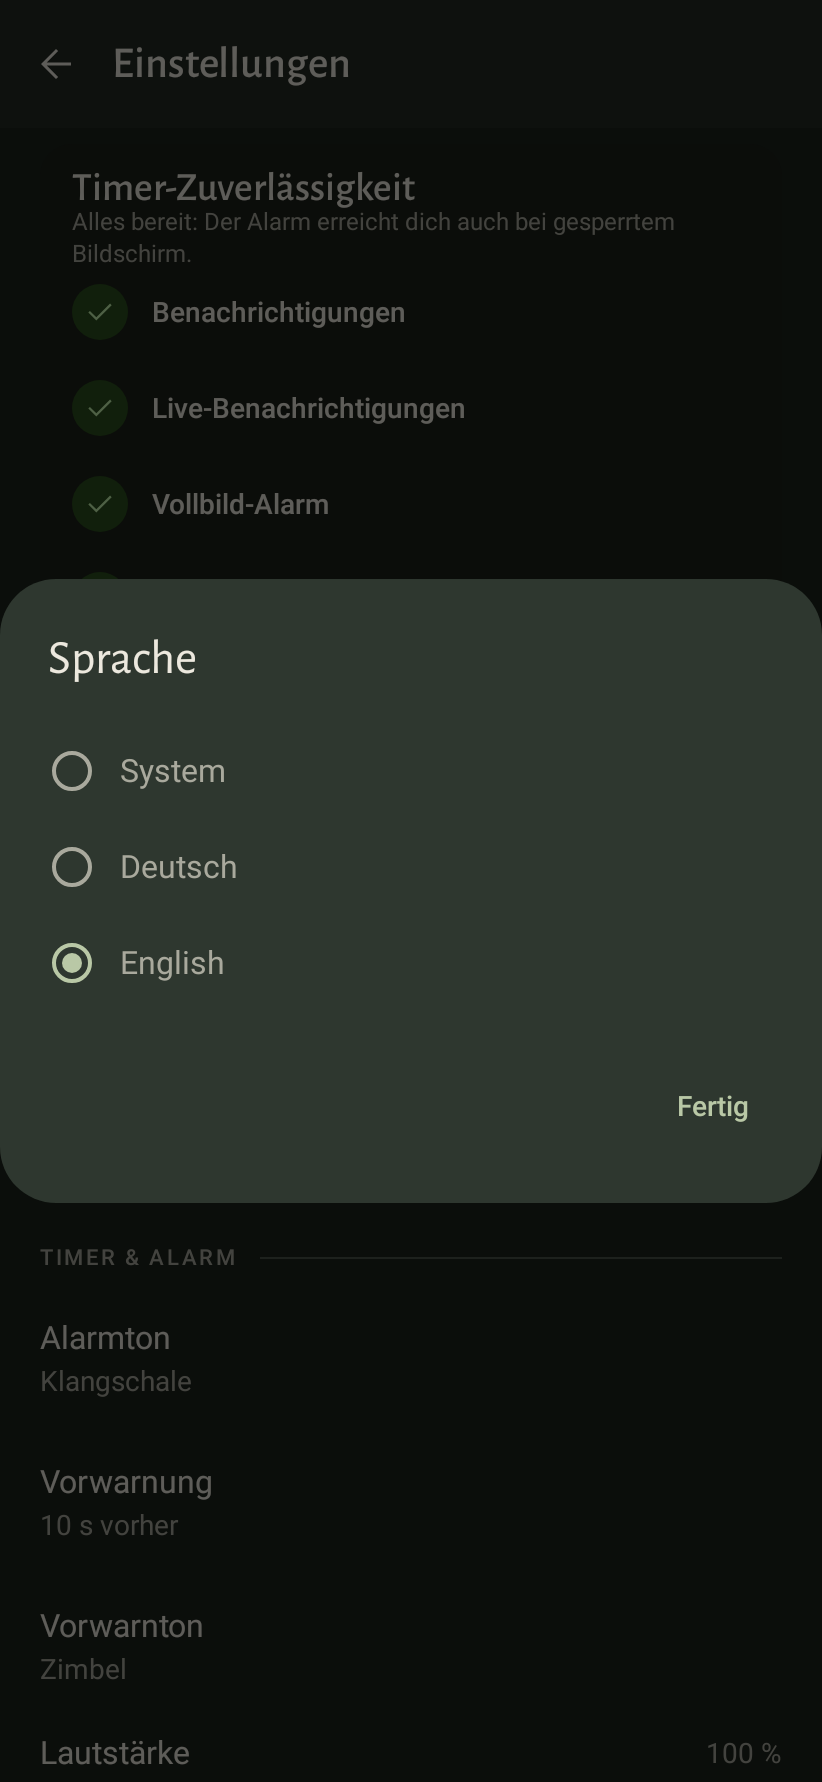 Einstellungen
Timer-Zuverlässigkeit
Alles bereit: Der Alarm erreicht dich auch bei gesperrtem
Bildschirm.
Benachrichtigungen
Live-Benachrichtigungen
Vollbild-Alarm
Sprache
System
Deutsch
English
Fertig
TIMER & ALARM
Alarmton
Klangschale
Vorwarnung
10 s vorher
Vorwarnton
Zimbel
Lautstärke 100 %